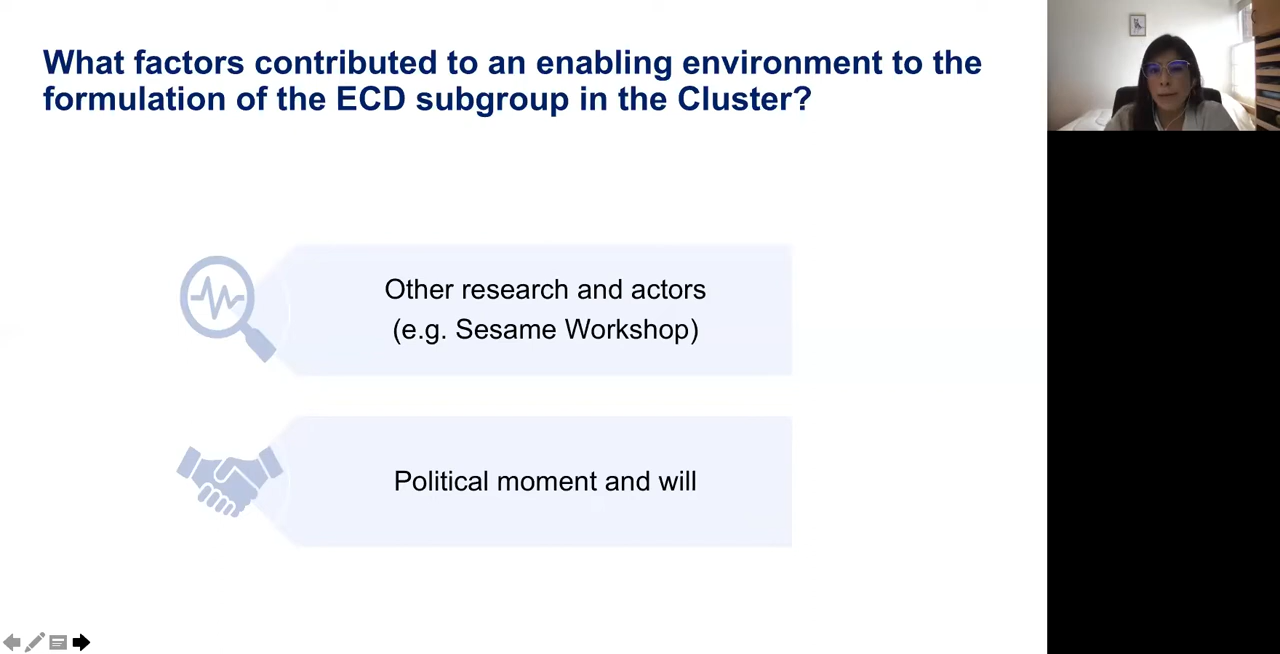 What factors contributed to an enabling environment to the
formulation of the ECD subgroup in the Cluster?
Other research and actors
(e.g. Sesame Workshop)
Political moment and will